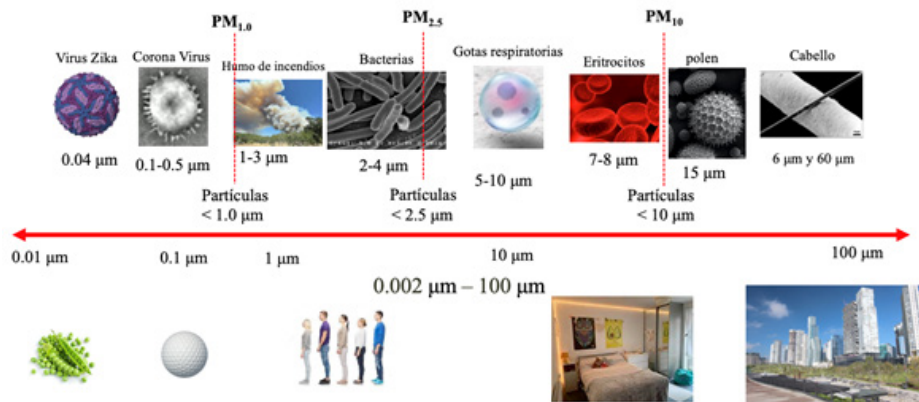 PM1.0
PM2.5
PM10
Virus Zika
Corona Virus
Humo de incendios
Bacterias
Gotas respiratorias
Eritrocitos
polen
Cabello
0.04 μm
0.1-0.5 μm
1-3 μm
2-4 μm
5-10 μm
7-8 μm
15 μm
6 μm y 60 μm
Partículas
< 1.0 μm
Partículas
< 2.5 μm
Partículas
< 10 μm
0.01 μm
0.1 μm
1 μm
10 μm
100 μm
0.002 μm – 100 μm